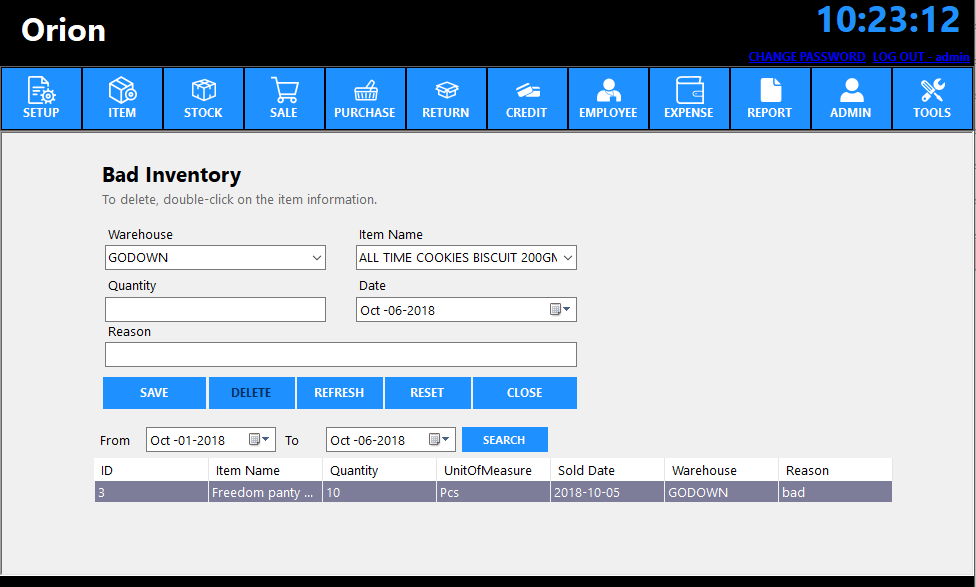 Orion
10:23:12
CHANGE PASSWORD LOG OUT - admin
SETUP ITEM STOCK SALE PURCHASE RETURN CREDIT EMPLOYEE EXPENSE REPORT ADMIN TOOLS
Bad Inventory
To delete, double-click on the item information.
Warehouse Item Name
GODOWN ALL TIME COOKIES BISCUIT 200GM
Quantity Date
Oct -06-2018
Reason
SAVE DELETE REFRESH RESET CLOSE
From Oct -01-2018 To Oct -06-2018 SEARCH
ID Item Name Quantity UnitOfMeasure Sold Date Warehouse Reason
3 Freedom panty ... 10 Pcs 2018-10-05 GODOWN bad